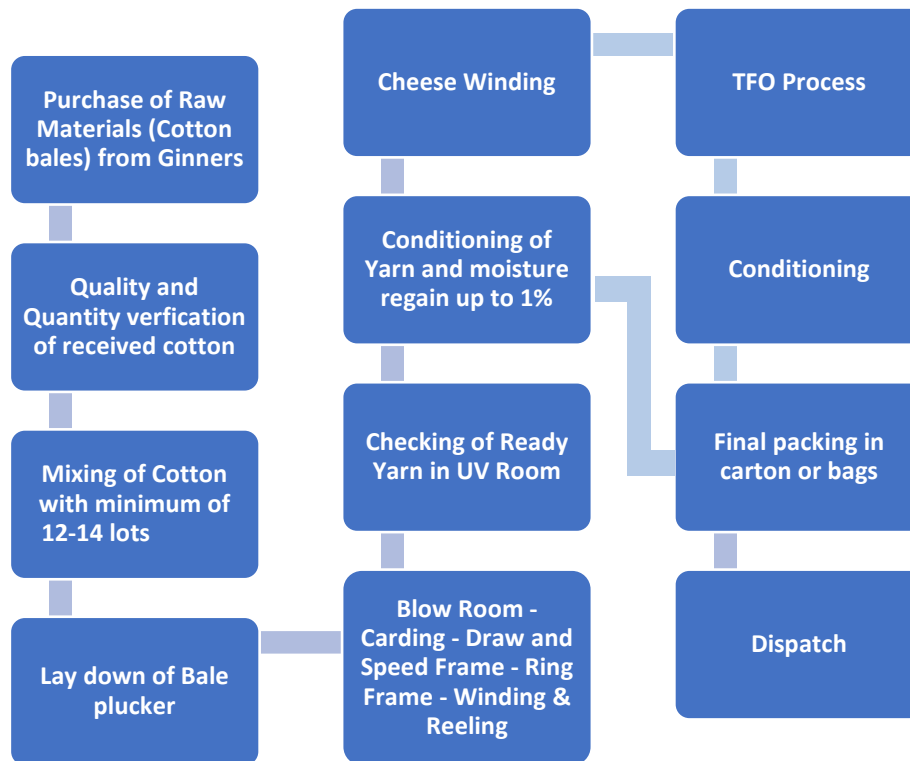 Purchase of Raw
Materials (Cotton
bales) from Ginners
Quality and
Quantity verfication
of received cotton
Mixing of Cotton
with minimum of
12-14 lots
Lay down of Bale
plucker
Blow Room -
Carding - Draw and
Speed Frame - Ring
Frame - Winding &
Reeling
Checking of Ready
Yarn in UV Room
Conditioning of
Yarn and moisture
regain up to 1%
Cheese Winding
TFO Process
Conditioning
Final packing in
carton or bags
Dispatch